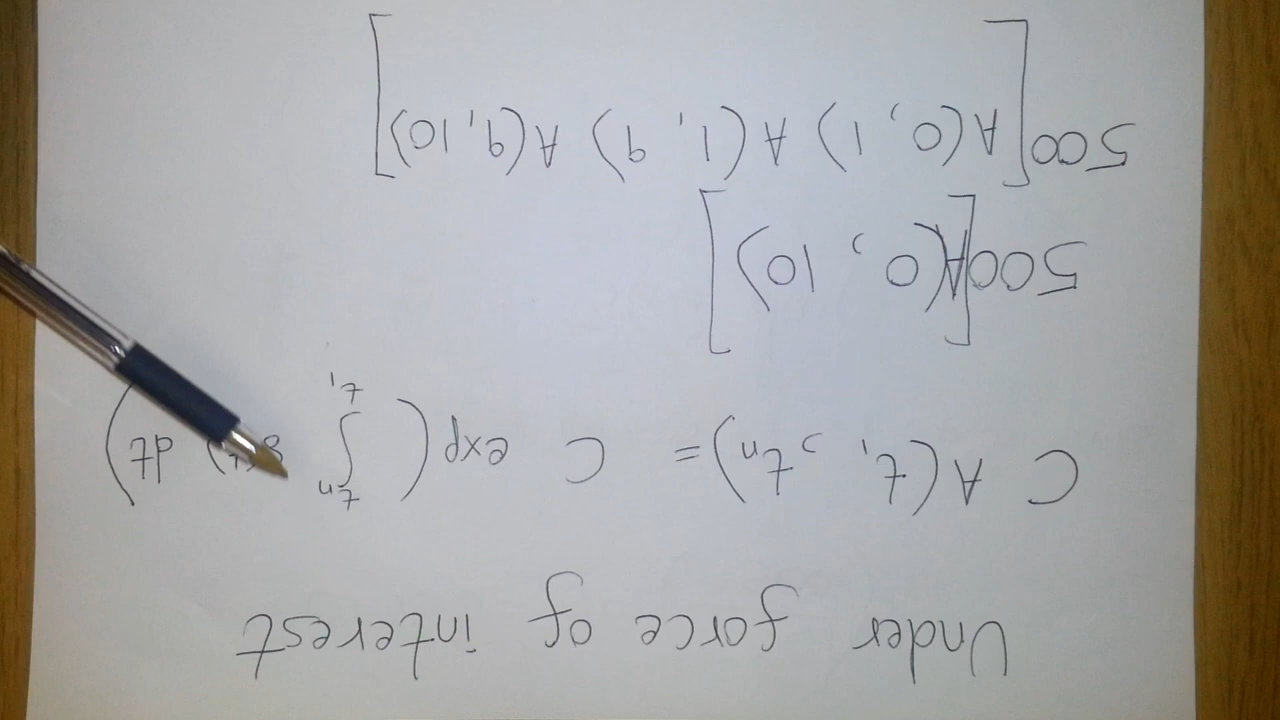 Under force of interest
C A(t₁, tₙ) = C exp( ∫ₜ₁^tₙ δ(t) dt )
500[A(0, 10)]
500[A(0, 1) A(1, 9) A(9, 10)]